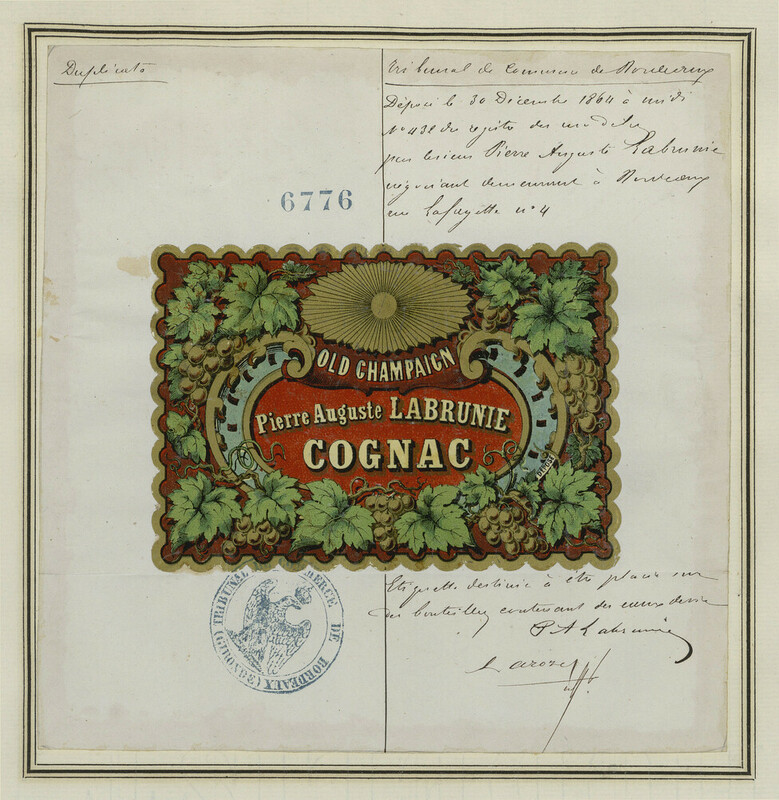 Duplicata
Tribunal de Commerce de Bordeaux
Déposé le 30 Décembre 1864 à midi
N° 432 du registre des modèles
par le sieur Pierre Auguste Labrunie
négociant demeurant à Bordeaux
rue Lafayette n° 4
6776
OLD CHAMPAIGN
Pierre Auguste LABRUNIE
COGNAC
Etiquette destinée à être placée sur
des bouteilles contenant des eaux de vie
P A Labrunie
TRIBUNAL DE COMMERCE DE BORDEAUX (GIRONDE)